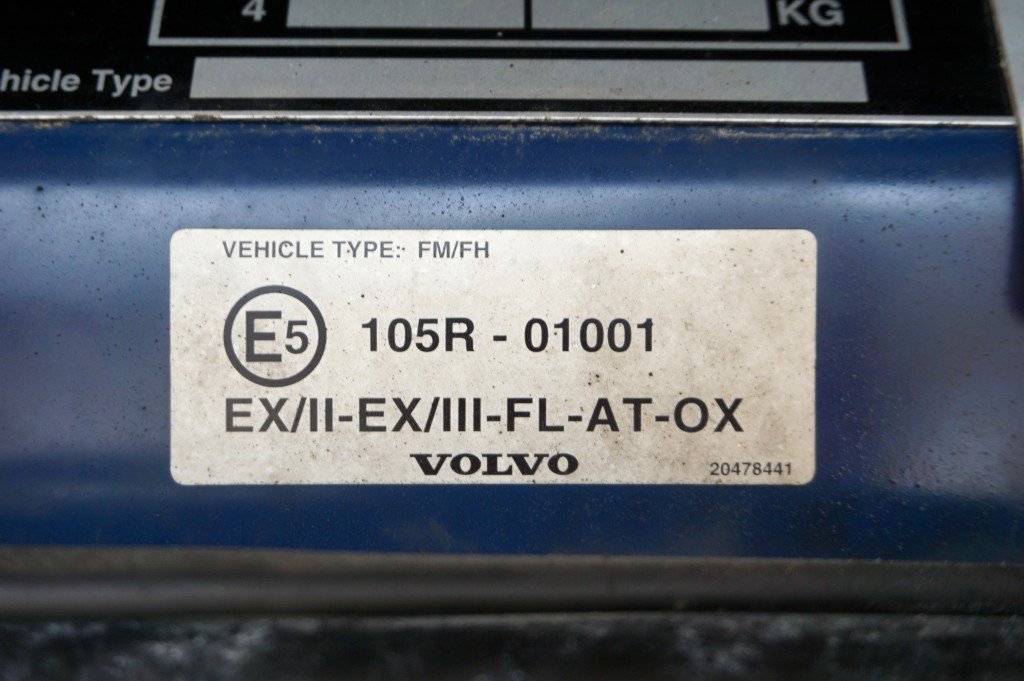 4 KG
hicle Type
VEHICLE TYPE: FM/FH
E5 105R - 01001
EX/II-EX/III-FL-AT-OX
VOLVO 20478441